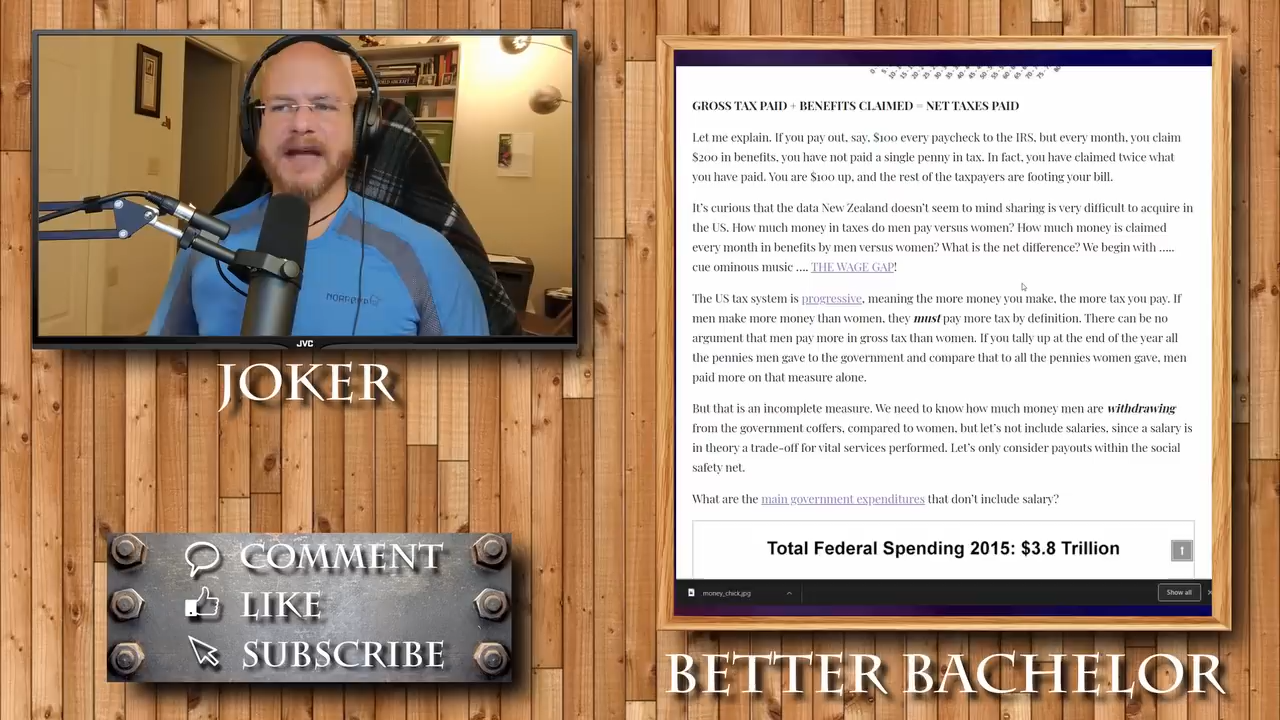 JVC
JOKER
COMMENT
LIKE
SUBSCRIBE
GROSS TAX PAID + BENEFITS CLAIMED = NET TAXES PAID
Let me explain. If you pay out, say, $100 every paycheck to the IRS, but every month, you claim
$200 in benefits, you have not paid a single penny in tax. In fact, you have claimed twice what
you have paid. You are $100 up, and the rest of the taxpayers are footing your bill.
It's curious that the data New Zealand doesn't seem to mind sharing is very difficult to acquire in
the US. How much money in taxes do men pay versus women? How much money is claimed
every month in benefits by men versus women? What is the net difference? We begin with .....
cue ominous music .... THE WAGE GAP!
The US tax system is progressive, meaning the more money you make, the more tax you pay. If
men make more money than women, they must pay more tax by definition. There can be no
argument that men pay more in gross tax than women. If you tally up at the end of the year all
the pennies men gave to the government and compare that to all the pennies women gave, men
paid more on that measure alone.
But that is an incomplete measure. We need to know how much money men are withdrawing
from the government coffers, compared to women, but let's not include salaries, since a salary is
in theory a trade-off for vital services performed. Let's only consider payouts within the social
safety net.
What are the main government expenditures that don't include salary?
Total Federal Spending 2015: $3.8 Trillion
money_chick.jpg
Show all
BETTER BACHELOR